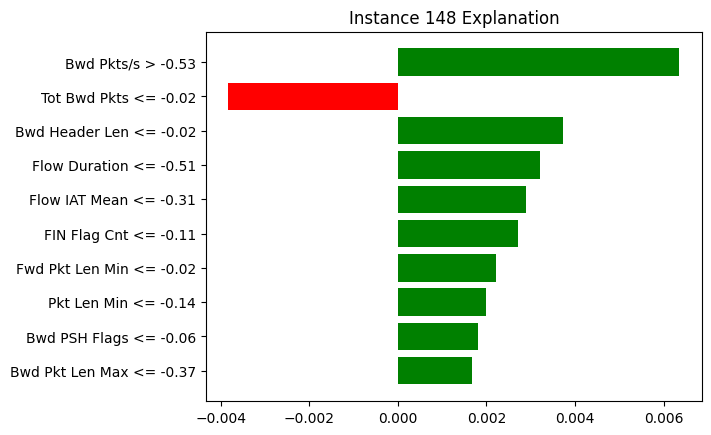 Instance 148 Explanation
Bwd Pkts/s > -0.53
Tot Bwd Pkts <= -0.02
Bwd Header Len <= -0.02
Flow Duration <= -0.51
Flow IAT Mean <= -0.31
FIN Flag Cnt <= -0.11
Fwd Pkt Len Min <= -0.02
Pkt Len Min <= -0.14
Bwd PSH Flags <= -0.06
Bwd Pkt Len Max <= -0.37
−0.004 −0.002 0.000 0.002 0.004 0.006